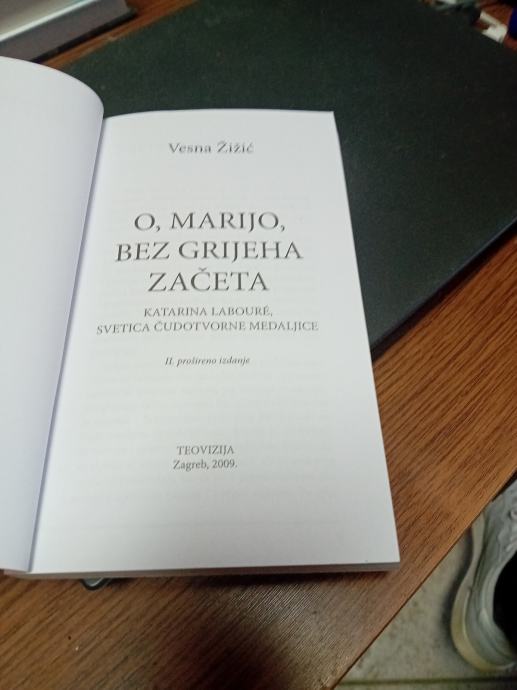 Vesna Žižić
O, MARIJO,
BEZ GRIJEHA
ZAČETA
KATARINA LABOURÉ,
SVETICA ČUDOTVORNE MEDALJICE
II. prošireno izdanje
TEOVIZIJA
Zagreb, 2009.